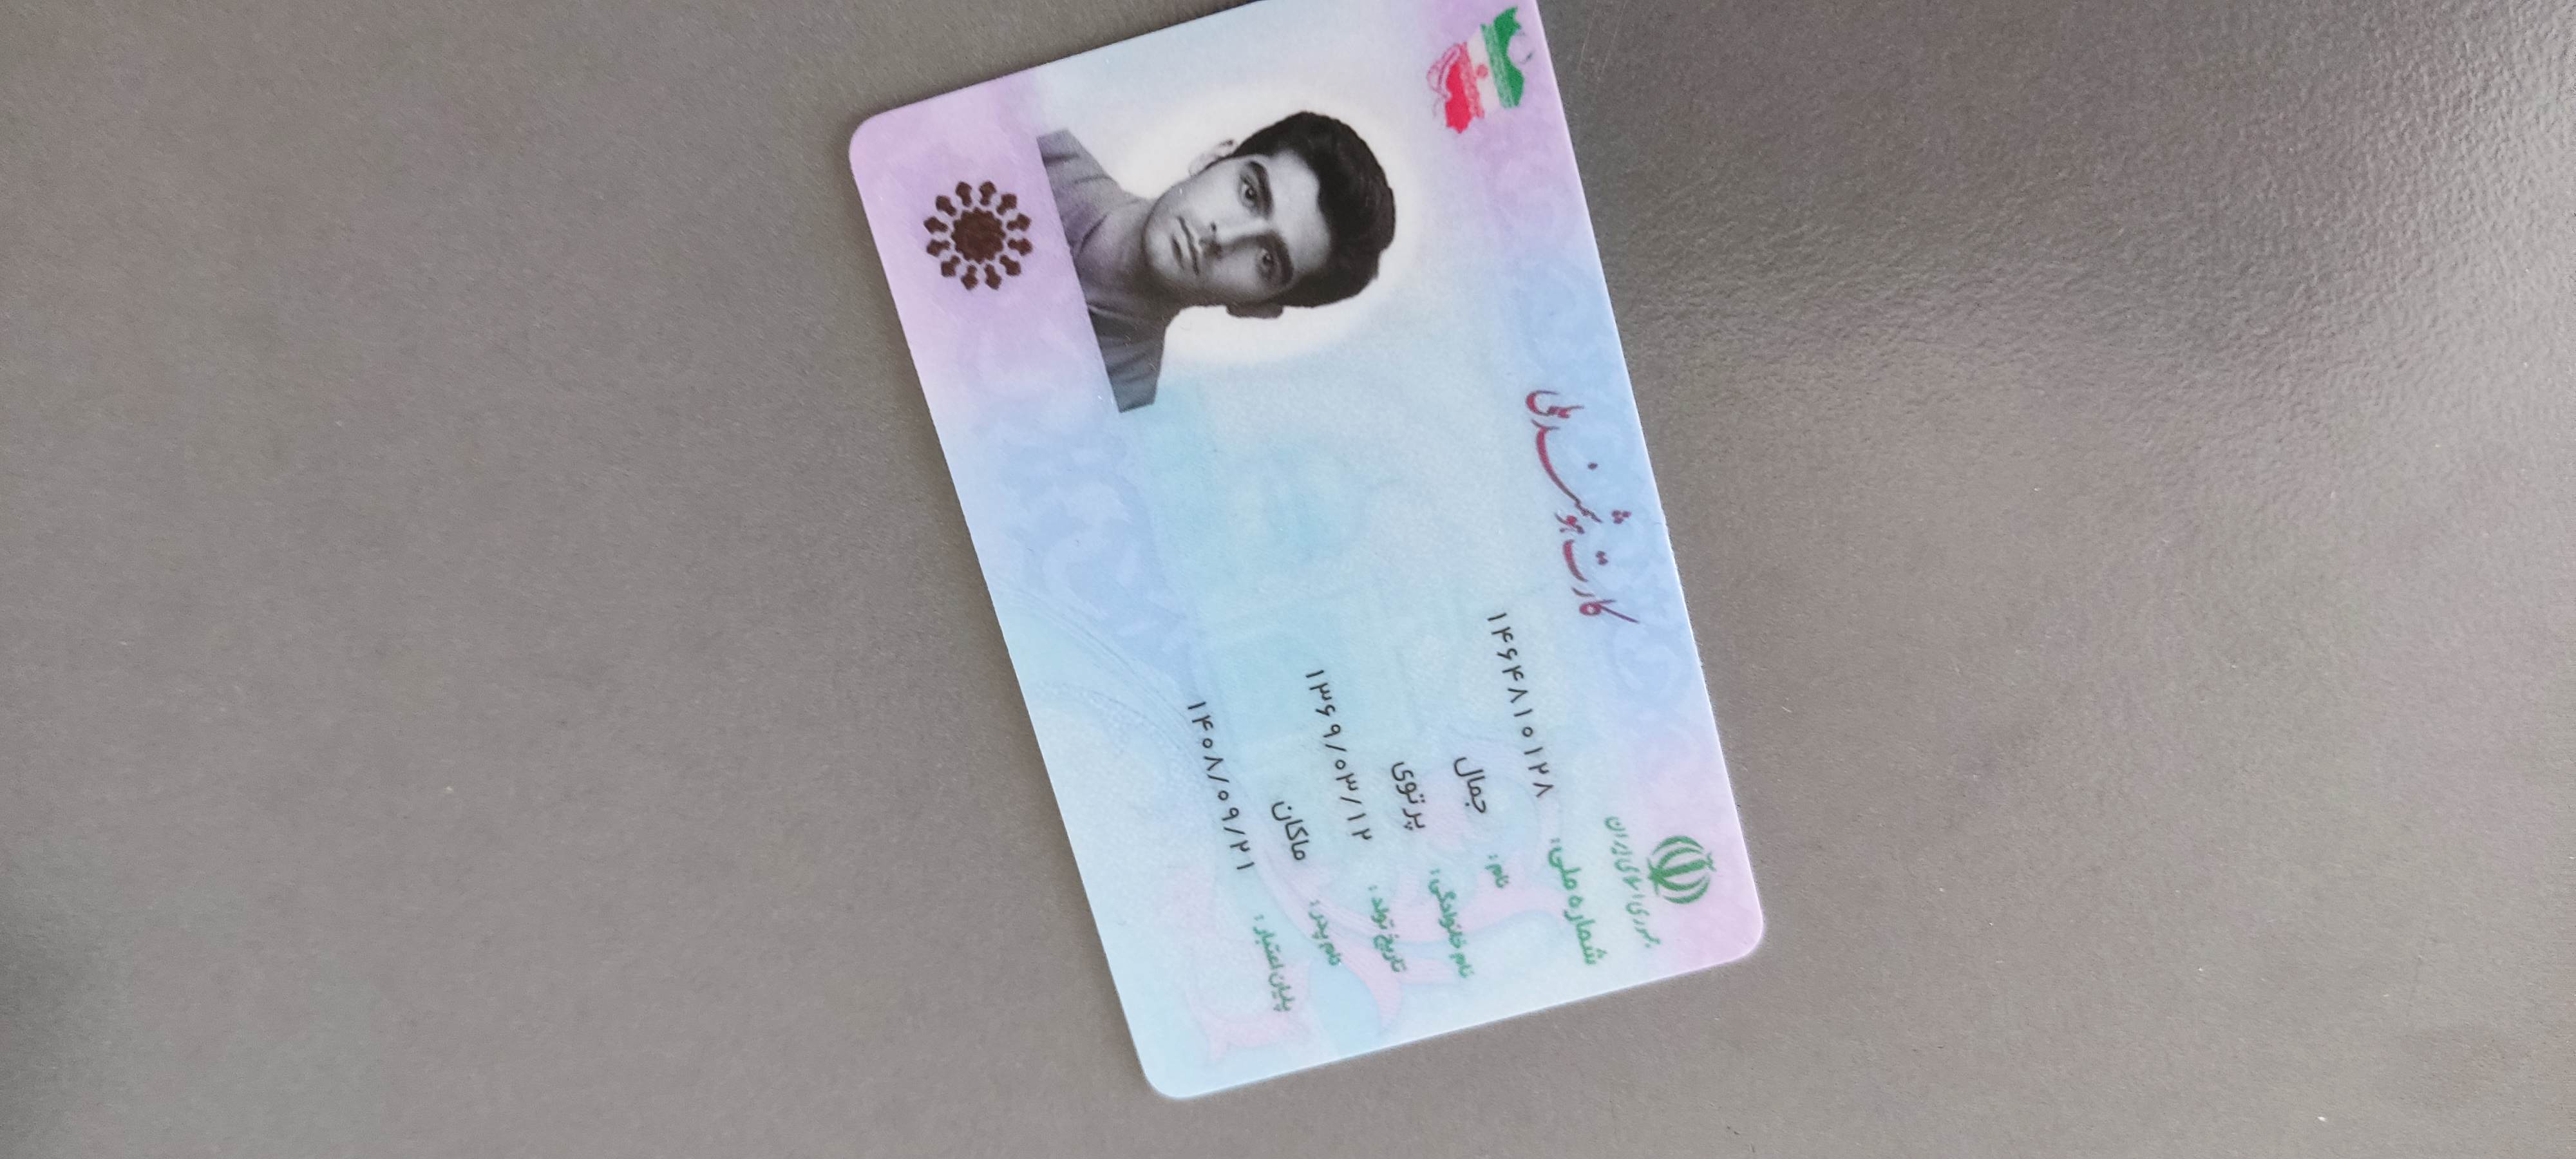 جمهوری اسلامی ایران
کارت هوشمند ملی
شماره ملی: ۱۴۶۴۸۱۰۱۲۸
نام: جمال
نام خانوادگی: پرتوی
تاریخ تولد: ۱۳۶۹/۰۳/۱۲
نام پدر: ماکان
پایان اعتبار: ۱۴۰۸/۰۹/۲۱